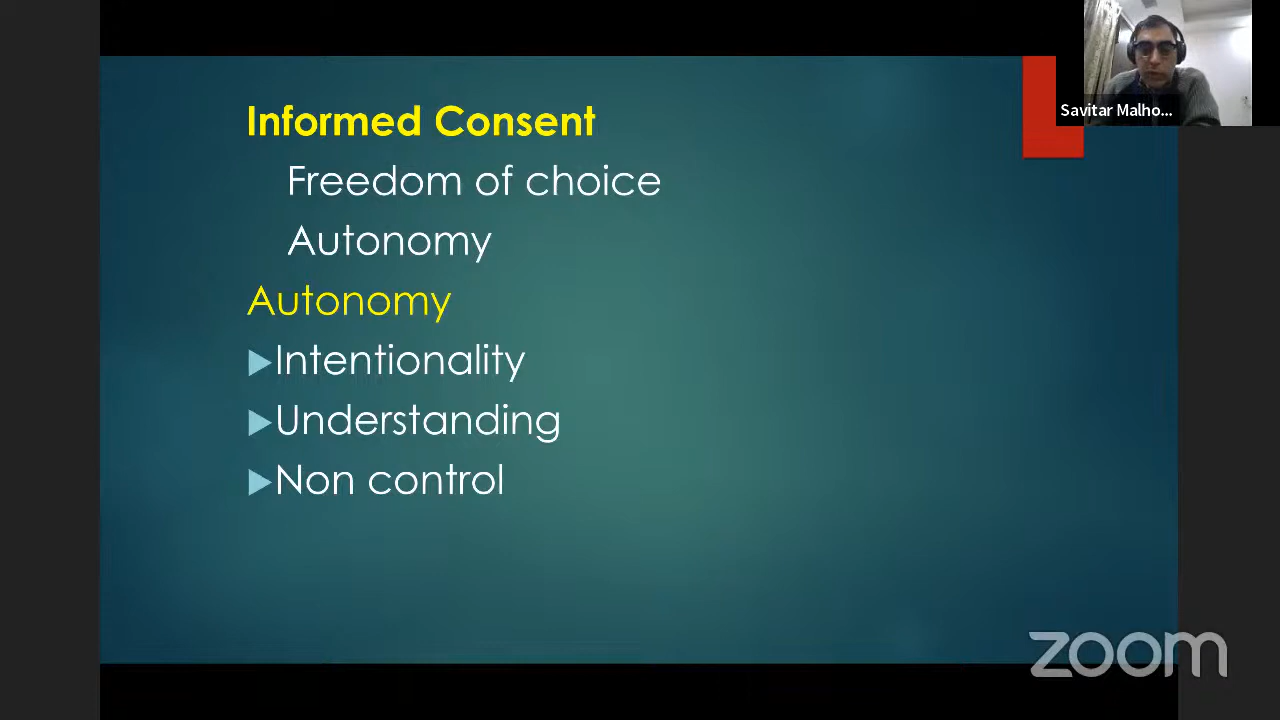 Informed Consent
Freedom of choice
Autonomy
Autonomy
Intentionality
Understanding
Non control
Savitar Malho...
zoom